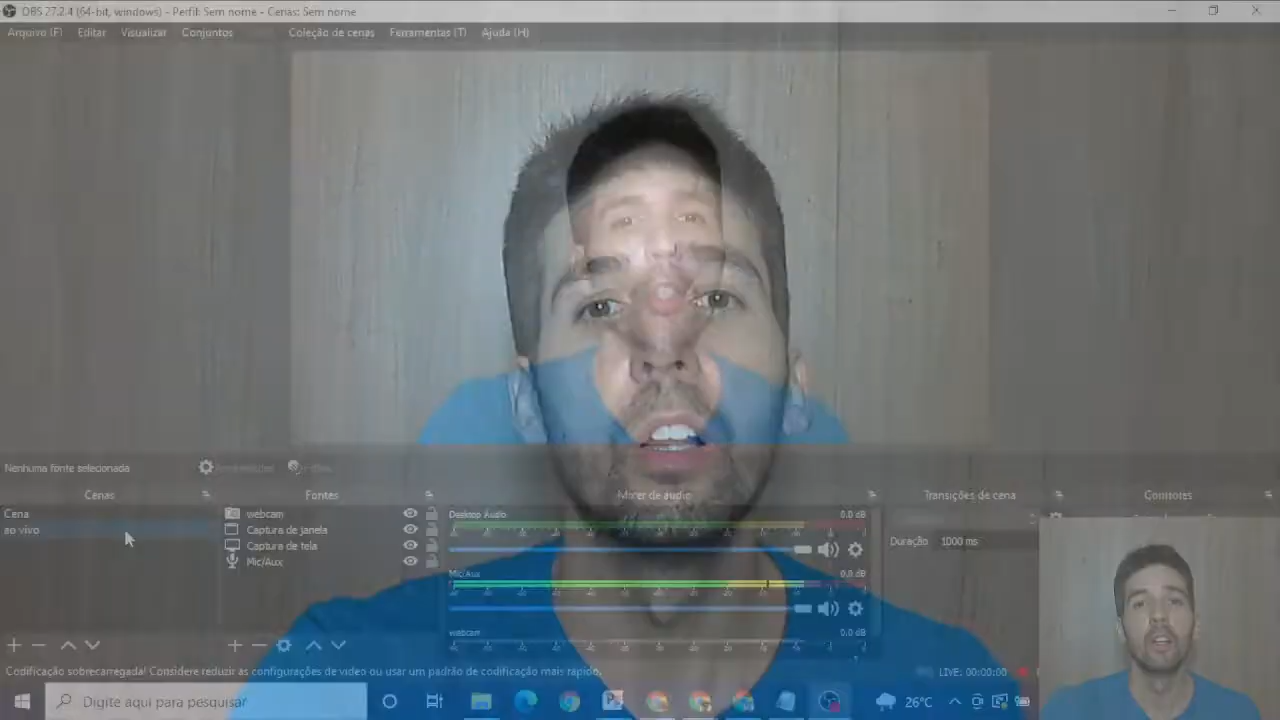 OBS 27.2.4 (64-bit, windows) - Perfil: Sem nome - Cenas: Sem nome
Arquivo (F) Editar Visualizar Conjuntos Coleção de cenas Ferramentas (T) Ajuda (H)
Nenhuma fonte selecionada
Cenas Fontes Mixer de áudio Transições de cena Controles
Cena
ao vivo
webcam
Captura de janela
Captura de tela
Mic/Aux
Desktop Audio 0.0 dB
Mic/Aux 0.0 dB
webcam 0.0 dB
Duração 1000 ms
Codificação sobrecarregada! Considere reduzir as configurações de vídeo ou usar um padrão de codificação mais rápido.
LIVE: 00:00:00
Digite aqui para pesquisar
26°C